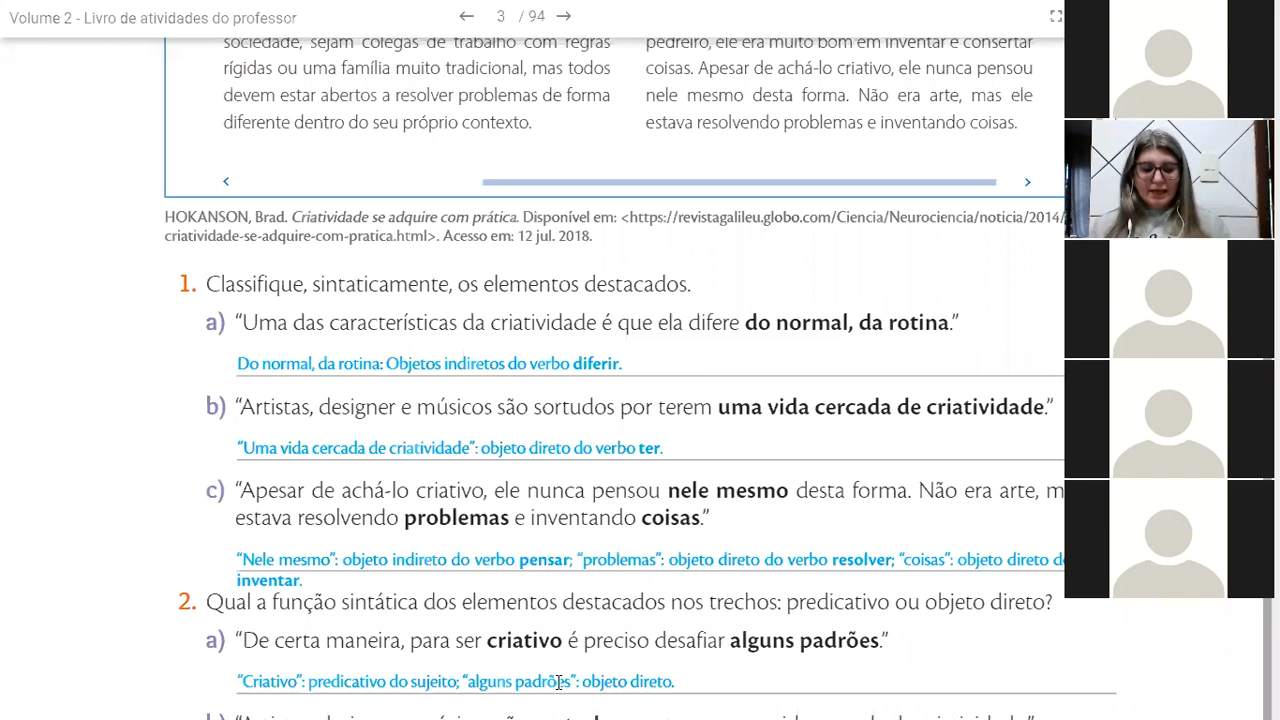 Volume 2 - Livro de atividades do professor
3 / 94
sociedade, sejam colegas de trabalho com regras
rígidas ou uma família muito tradicional, mas todos
devem estar abertos a resolver problemas de forma
diferente dentro do seu próprio contexto.
pedreiro, ele era muito bom em inventar e consertar
coisas. Apesar de achá-lo criativo, ele nunca pensou
nele mesmo desta forma. Não era arte, mas ele
estava resolvendo problemas e inventando coisas.
HOKANSON, Brad. Criatividade se adquire com prática. Disponível em: <https://revistagalileu.globo.com/Ciencia/Neurociencia/noticia/2014/
criatividade-se-adquire-com-pratica.html>. Acesso em: 12 jul. 2018.
1. Classifique, sintaticamente, os elementos destacados.
a) “Uma das características da criatividade é que ela difere do normal, da rotina.”
Do normal, da rotina: Objetos indiretos do verbo diferir.
b) “Artistas, designer e músicos são sortudos por terem uma vida cercada de criatividade.”
“Uma vida cercada de criatividade”: objeto direto do verbo ter.
c) “Apesar de achá-lo criativo, ele nunca pensou nele mesmo desta forma. Não era arte, m
estava resolvendo problemas e inventando coisas.”
“Nele mesmo”: objeto indireto do verbo pensar; “problemas”: objeto direto do verbo resolver; “coisas”: objeto direto d
inventar.
2. Qual a função sintática dos elementos destacados nos trechos: predicativo ou objeto direto?
a) “De certa maneira, para ser criativo é preciso desafiar alguns padrões.”
“Criativo”: predicativo do sujeito; “alguns padrões”: objeto direto.